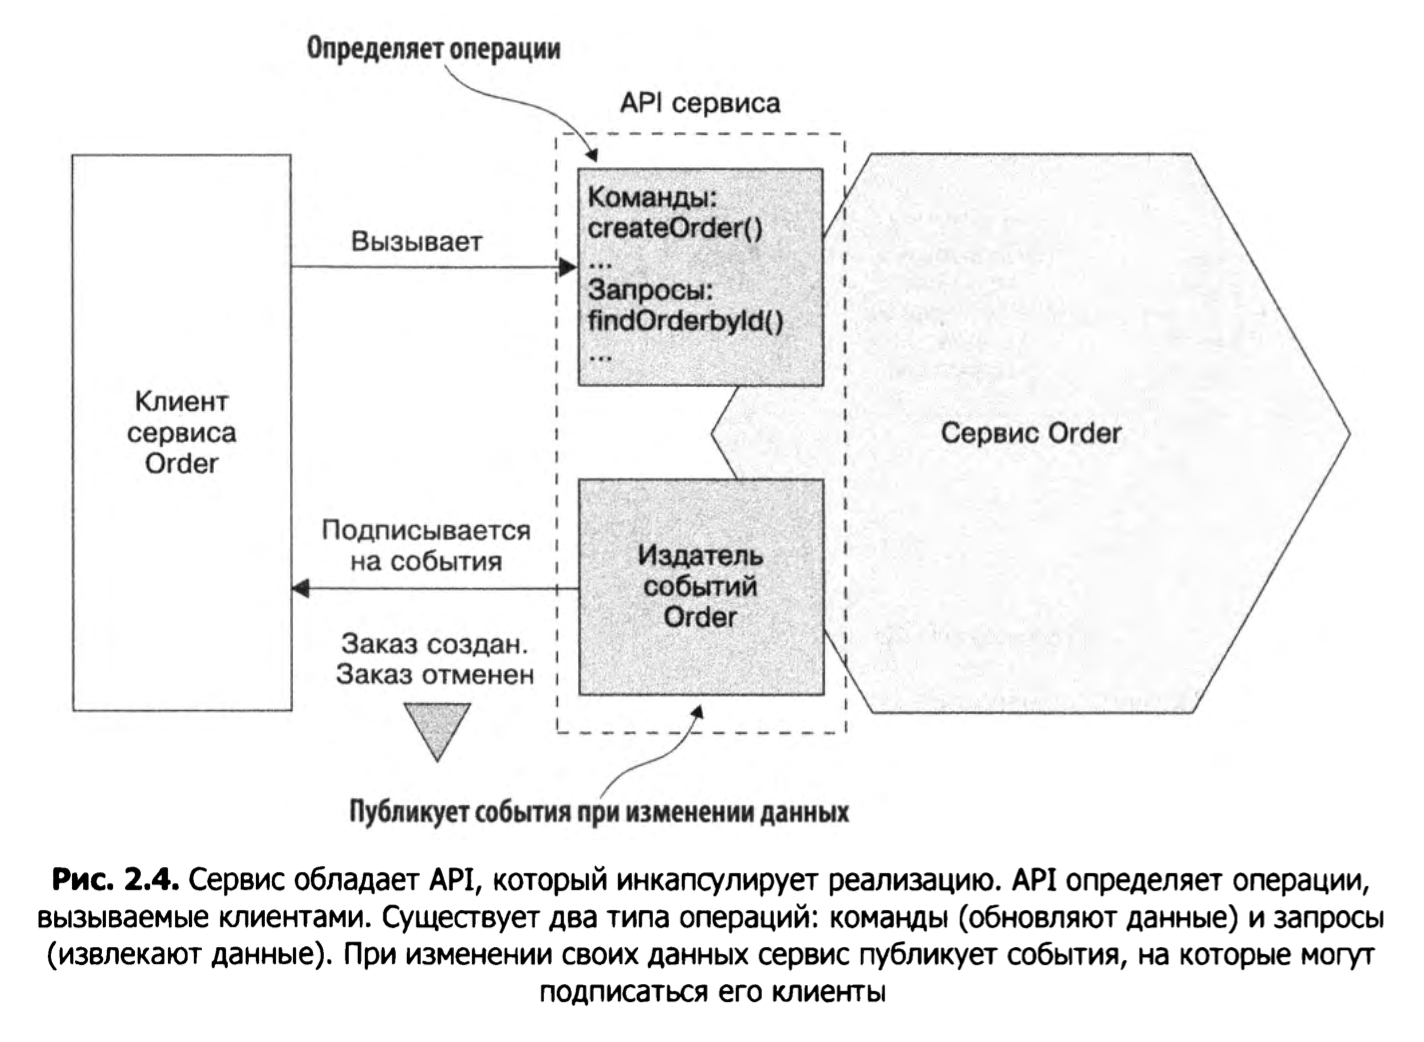 Определяет операции
API сервиса
Команды:
createOrder()
...
Запросы:
findOrderbyId()
...
Вызывает
Клиент
сервиса
Order
Сервис Order
Подписывается
на события
Издатель
событий
Order
Заказ создан.
Заказ отменен
Публикует события при изменении данных
Рис. 2.4. Сервис обладает API, который инкапсулирует реализацию. API определяет операции,
вызываемые клиентами. Существует два типа операций: команды (обновляют данные) и запросы
(извлекают данные). При изменении своих данных сервис публикует события, на которые могут
подписаться его клиенты